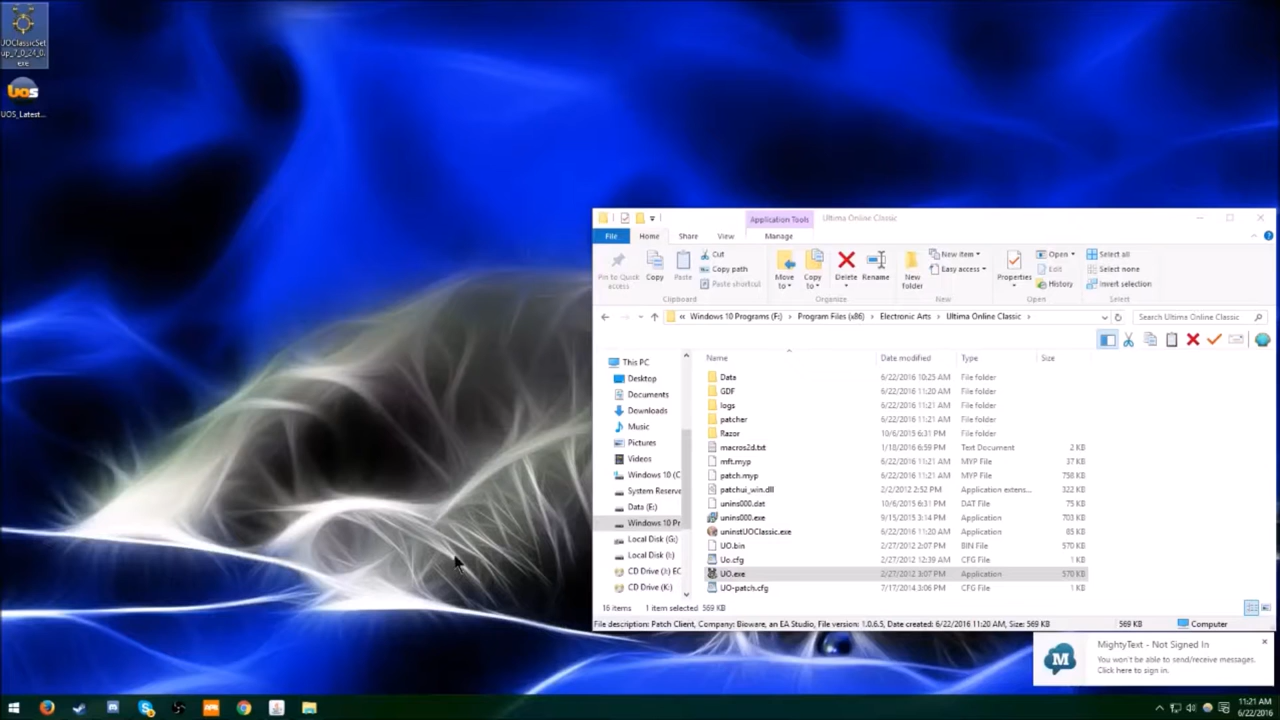 UOClassicSet
up_7_0_24_0.
exe
UOS
UOS_Latest...
Application Tools
Ultima Online Classic
File
Home
Share
View
Manage
Pin to Quick access
Copy
Paste
Cut
Copy path
Paste shortcut
Clipboard
Move to
Copy to
Delete
Rename
Organize
New folder
New item
Easy access
New
Properties
Open
Edit
History
Open
Select all
Select none
Invert selection
Select
« Windows 10 Programs (F:) > Program Files (x86) > Electronic Arts > Ultima Online Classic >
Search Ultima Online Classic
This PC
Desktop
Documents
Downloads
Music
Pictures
Videos
Windows 10 (C
System Reserve
Data (E:)
Windows 10 Pr
Local Disk (G:)
Local Disk (I:)
CD Drive (J:) EC
CD Drive (K:)
Name Date modified Type Size
Data 6/22/2016 10:25 AM File folder
GDF 6/22/2016 11:20 AM File folder
logs 6/22/2016 11:21 AM File folder
patcher 6/22/2016 11:20 AM File folder
Razor 10/6/2015 6:31 PM File folder
macros2d.txt 1/18/2016 6:59 PM Text Document 2 KB
mft.myp 6/22/2016 11:21 AM MYP File 37 KB
patch.myp 6/22/2016 11:21 AM MYP File 758 KB
patchui_win.dll 2/2/2012 2:52 PM Application extens... 322 KB
unins000.dat 10/6/2015 6:31 PM DAT File 75 KB
unins000.exe 9/15/2015 3:14 PM Application 703 KB
uninstUOClassic.exe 6/22/2016 11:20 AM Application 65 KB
UO.bin 2/27/2012 2:07 PM BIN File 570 KB
Uo.cfg 2/27/2012 12:39 AM CFG File 1 KB
UO.exe 2/27/2012 3:07 PM Application 570 KB
UO-patch.cfg 7/17/2014 3:06 PM CFG File 1 KB
16 items 1 item selected 569 KB
File description: Patch Client, Company: Bioware, an EA Studio, File version: 1.0.6.5, Date created: 6/22/2016 11:20 AM, Size: 569 KB
569 KB
Computer
M
MightyText - Not Signed In
You won't be able to send/receive messages.
Click here to sign in.
11:21 AM
6/22/2016